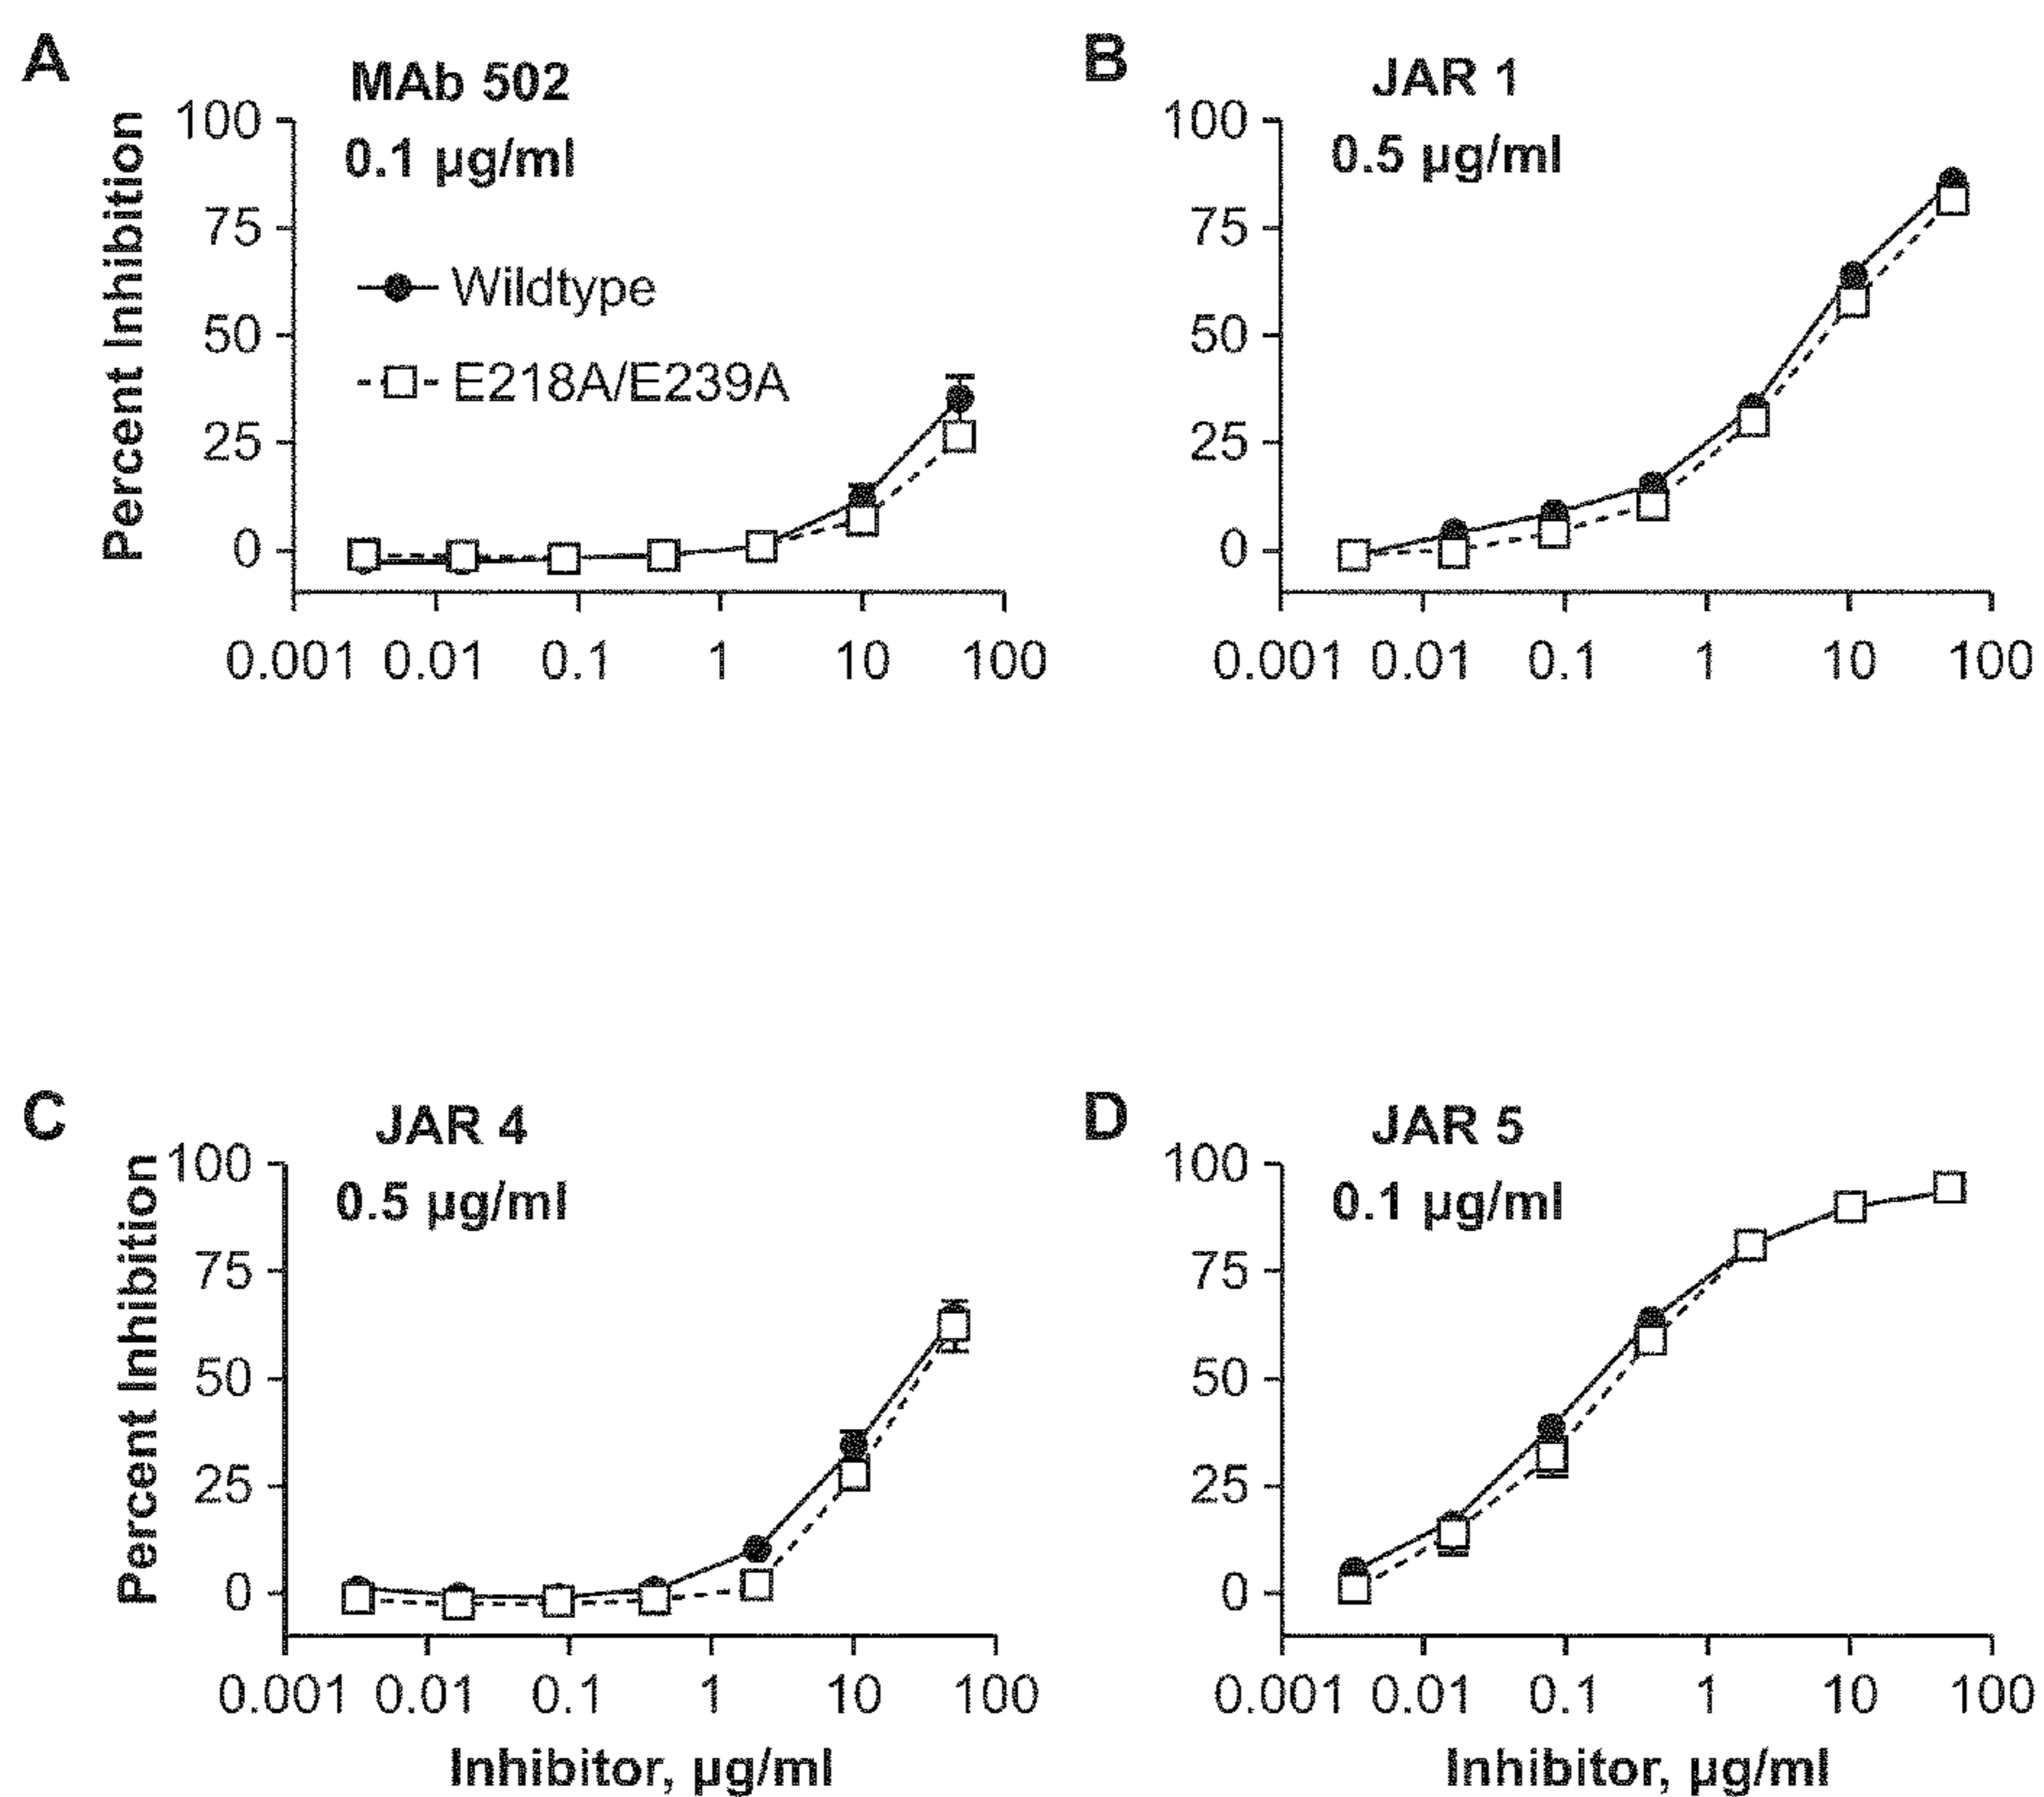 A
MAb 502
0.1 µg/ml
Percent Inhibition
100
75
50
25
0
Wildtype
E218A/E239A
0.001 0.01 0.1 1 10 100
B
JAR 1
0.5 µg/ml
100
75
50
25
0
0.001 0.01 0.1 1 10 100
C
JAR 4
0.5 µg/ml
Percent Inhibition
100
75
50
25
0
0.001 0.01 0.1 1 10 100
Inhibitor, µg/ml
D
JAR 5
0.1 µg/ml
100
75
50
25
0
0.001 0.01 0.1 1 10 100
Inhibitor, µg/ml